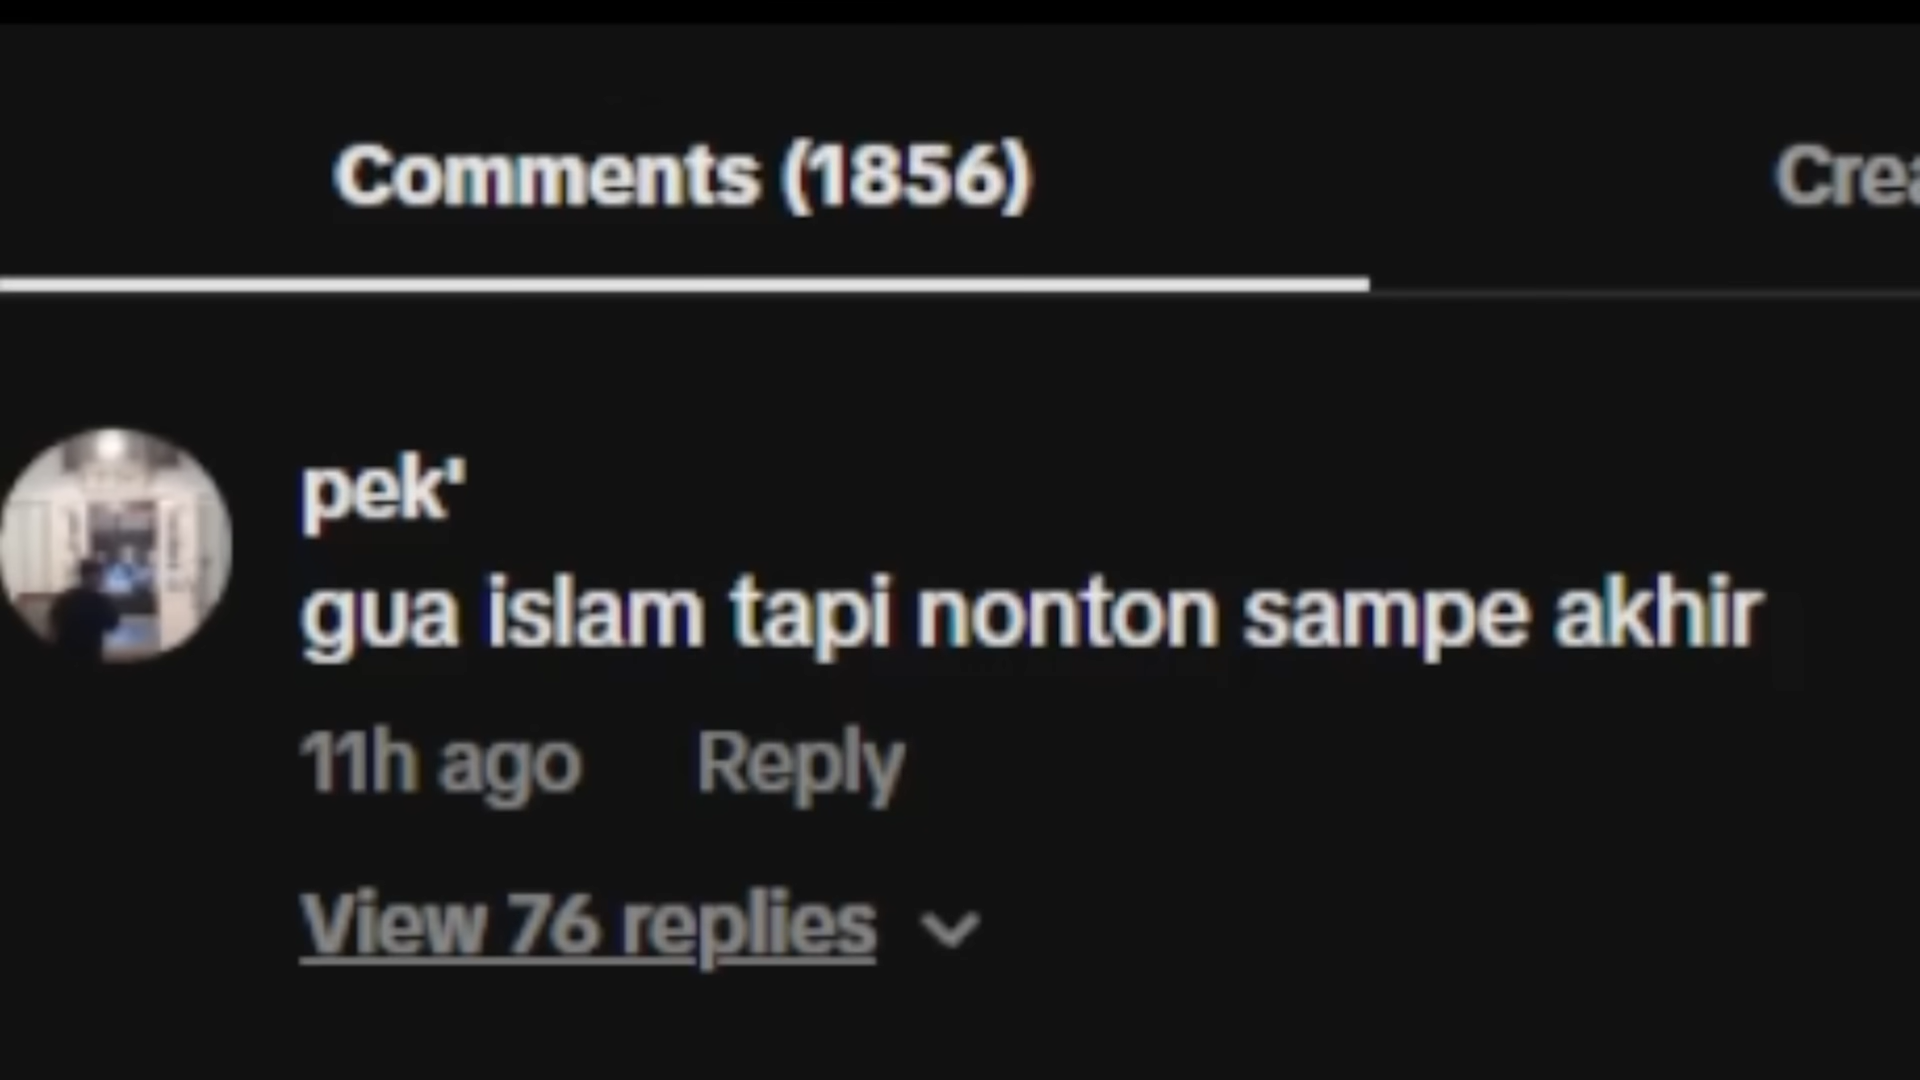 Comments (1856)
Crea
pek'
gua islam tapi nonton sampe akhir
11h ago Reply
View 76 replies